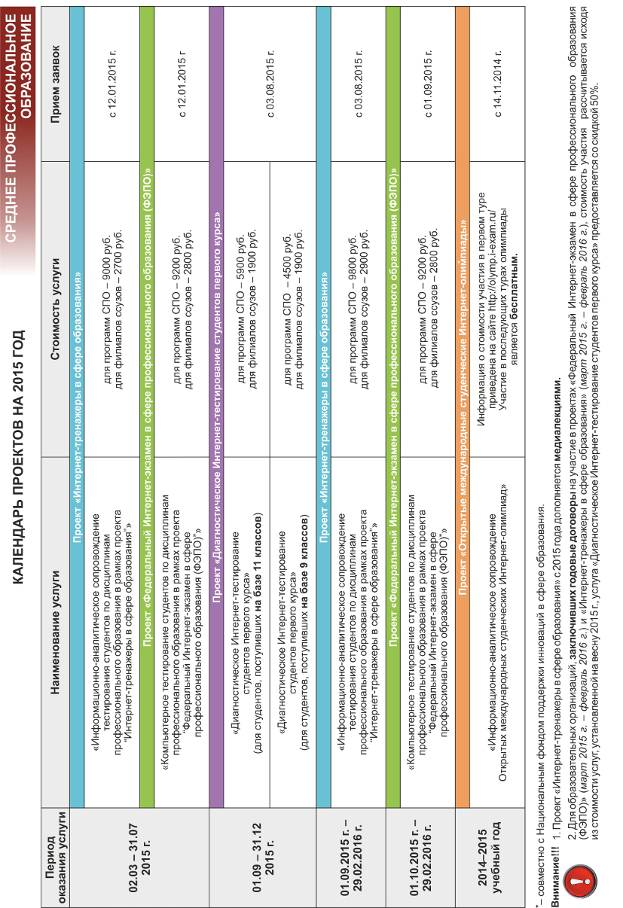 СРЕДНЕЕ ПРОФЕССИОНАЛЬНОЕ
ОБРАЗОВАНИЕ
КАЛЕНДАРЬ ПРОЕКТОВ НА 2015 ГОД
Период
оказания услуги
Наименование услуги
Стоимость услуги
Прием заявок
Проект «Интернет-тренажеры в сфере образования»
02.03 – 31.07
2015 г.
«Информационно-аналитическое сопровождение
тестирования студентов по дисциплинам
профессионального образования в рамках проекта
"Интернет-тренажеры в сфере образования"»
для программ СПО – 9000 руб.
для филиалов ссузов – 2700 руб.
с 12.01.2015 г.
Проект «Федеральный Интернет-экзамен в сфере профессионального образования (ФЭПО)»
«Компьютерное тестирование студентов по дисциплинам
профессионального образования в рамках проекта
"Федеральный Интернет-экзамен в сфере
профессионального образования (ФЭПО)"»
для программ СПО – 9200 руб.
для филиалов ссузов – 2800 руб.
с 12.01.2015 г
Проект «Диагностическое Интернет-тестирование студентов первого курса»
01.09 – 31.12
2015 г.
«Диагностическое Интернет-тестирование
студентов первого курса»
(для студентов, поступивших на базе 11 классов)
для программ СПО – 5900 руб.
для филиалов ссузов – 1900 руб.
с 03.08.2015 г.
«Диагностическое Интернет-тестирование
студентов первого курса»
(для студентов, поступивших на базе 9 классов)
для программ СПО – 4500 руб.
для филиалов ссузов – 1900 руб.
Проект «Интернет-тренажеры в сфере образования»
01.09.2015 г. –
29.02.2016 г.
«Информационно-аналитическое сопровождение
тестирования студентов по дисциплинам
профессионального образования в рамках проекта
"Интернет-тренажеры в сфере образования"»
для программ СПО – 9800 руб.
для филиалов ссузов – 2900 руб.
с 03.08.2015 г.
Проект «Федеральный Интернет-экзамен в сфере профессионального образования (ФЭПО)»
01.10.2015 г. –
29.02.2016 г.
«Компьютерное тестирование студентов по дисциплинам
профессионального образования в рамках проекта
"Федеральный Интернет-экзамен в сфере
профессионального образования (ФЭПО)"»
для программ СПО – 9200 руб.
для филиалов ссузов – 2800 руб.
с 01.09.2015 г.
Проект «Открытые международные студенческие Интернет-олимпиады»
2014–2015
учебный год
«Информационно-аналитическое сопровождение
Открытых международных студенческих Интернет-олимпиад»
Информация о стоимости участия в первом туре
приведена на сайте http://olymp.i-exam.ru/
Участие в последующих турах олимпиады
является бесплатным.
с 14.11.2014 г.
* – совместно с Национальным фондом поддержки инноваций в сфере образования.
Внимание!!! 1. Проект «Интернет-тренажеры в сфере образования» с 2015 года дополняется медиалекциями.
2. Для образовательных организаций, заключивших годовые договоры на участие в проектах «Федеральный Интернет-экзамен в сфере профессионального образования
(ФЭПО)» (март 2015 г. – февраль 2016 г.) и «Интернет-тренажеры в сфере образования» (март 2015 г. – февраль 2016 г.), стоимость участия рассчитывается исходя
из стоимости услуг, установленной на весну 2015 г., услуга «Диагностическое Интернет-тестирование студентов первого курса» предоставляется со скидкой 50%.